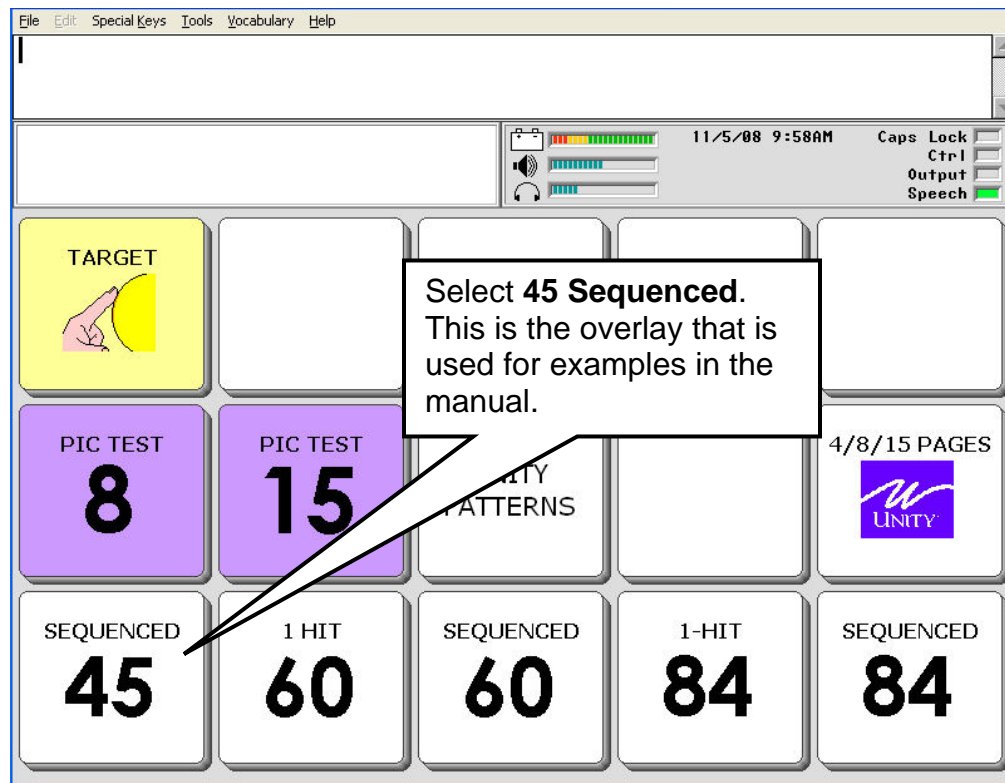 File Edit Special Keys Tools Vocabulary Help
11/5/08 9:58AM Caps Lock
Ctrl
Output
Speech
TARGET
Select 45 Sequenced.
This is the overlay that is
used for examples in the
manual.
PIC TEST
8
PIC TEST
15
PATTERNS
4/8/15 PAGES
UNITY
SEQUENCED
45
1 HIT
60
SEQUENCED
60
1-HIT
84
SEQUENCED
84